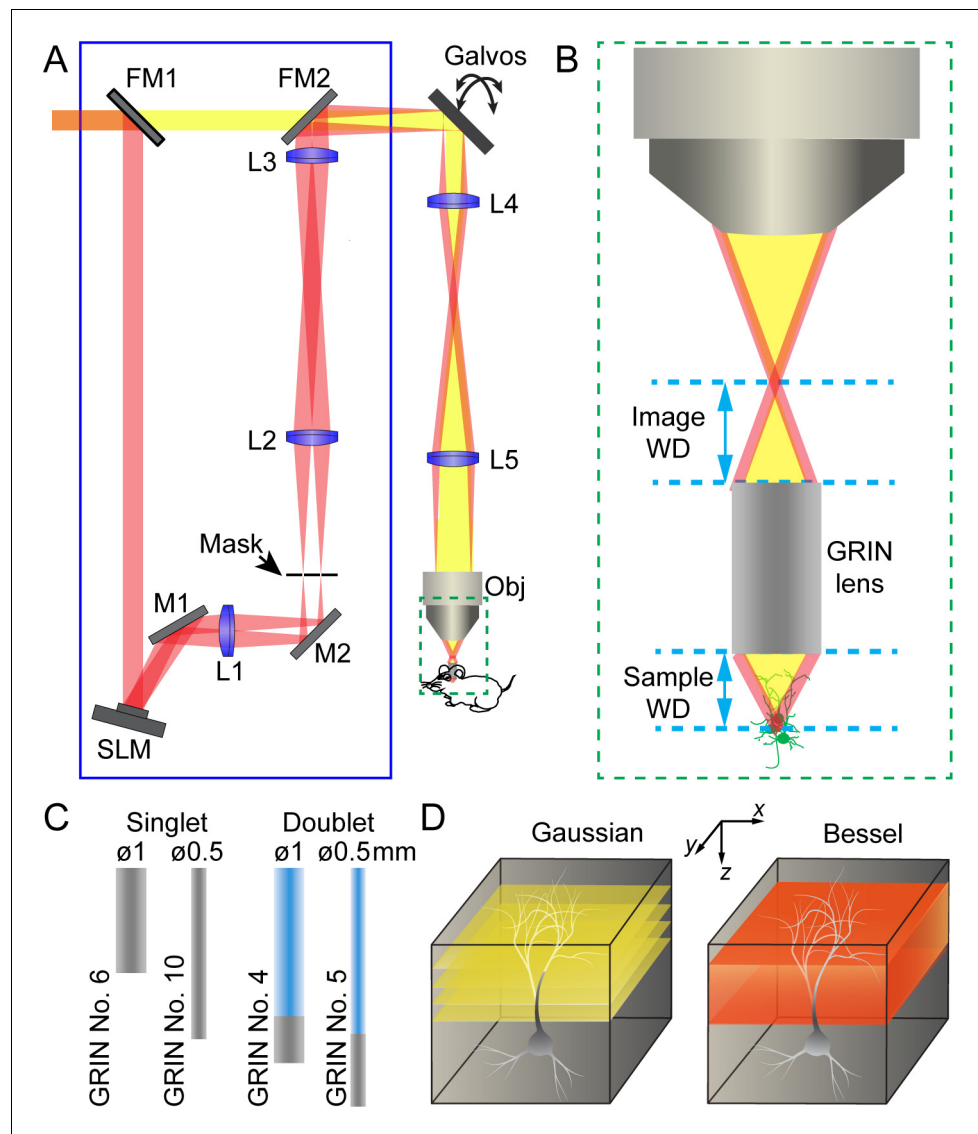 A
FM1
FM2
Galvos
L3
L4
L2
L5
Mask
M1
L1
M2
SLM
Obj
B
Image
WD
GRIN
lens
Sample
WD
C
Singlet
Doublet
ø1
ø0.5
ø1
ø0.5mm
GRIN No. 6
GRIN No. 10
GRIN No. 4
GRIN No. 5
D
Gaussian
x
y
z
Bessel